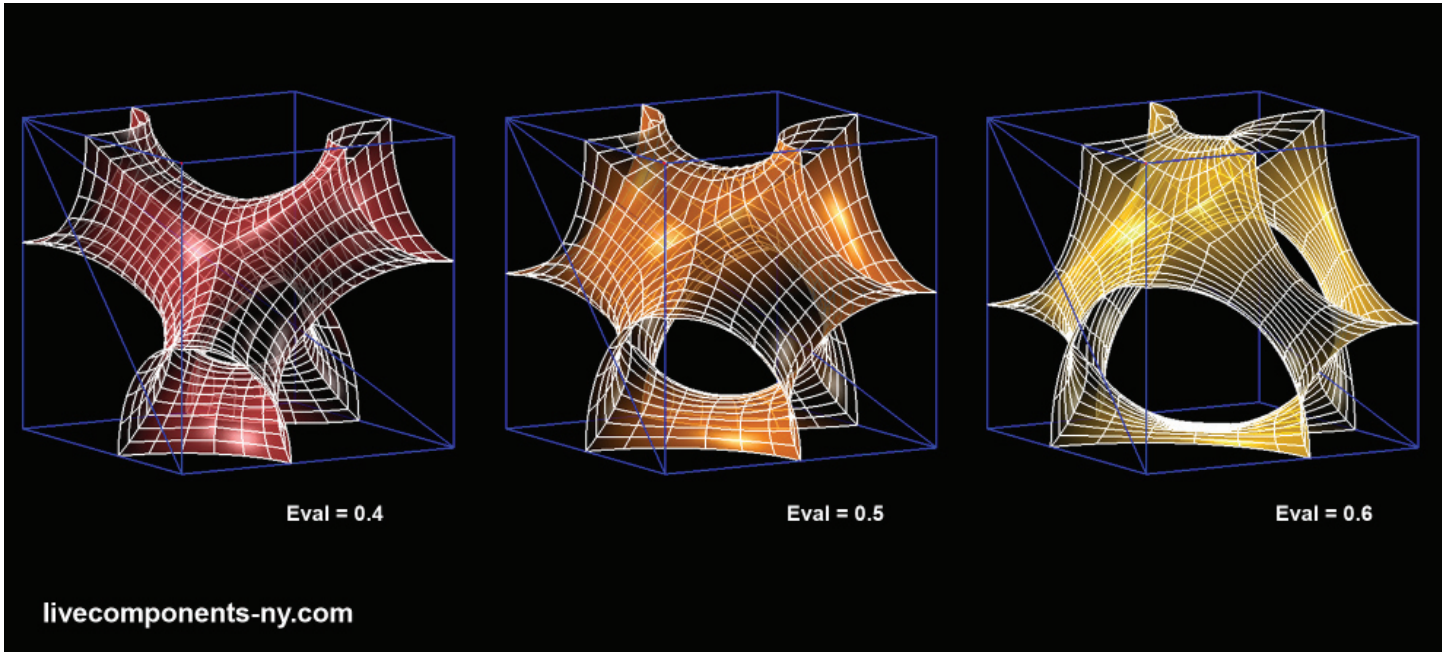 Eval = 0.4
Eval = 0.5
Eval = 0.6
livecomponents-ny.com